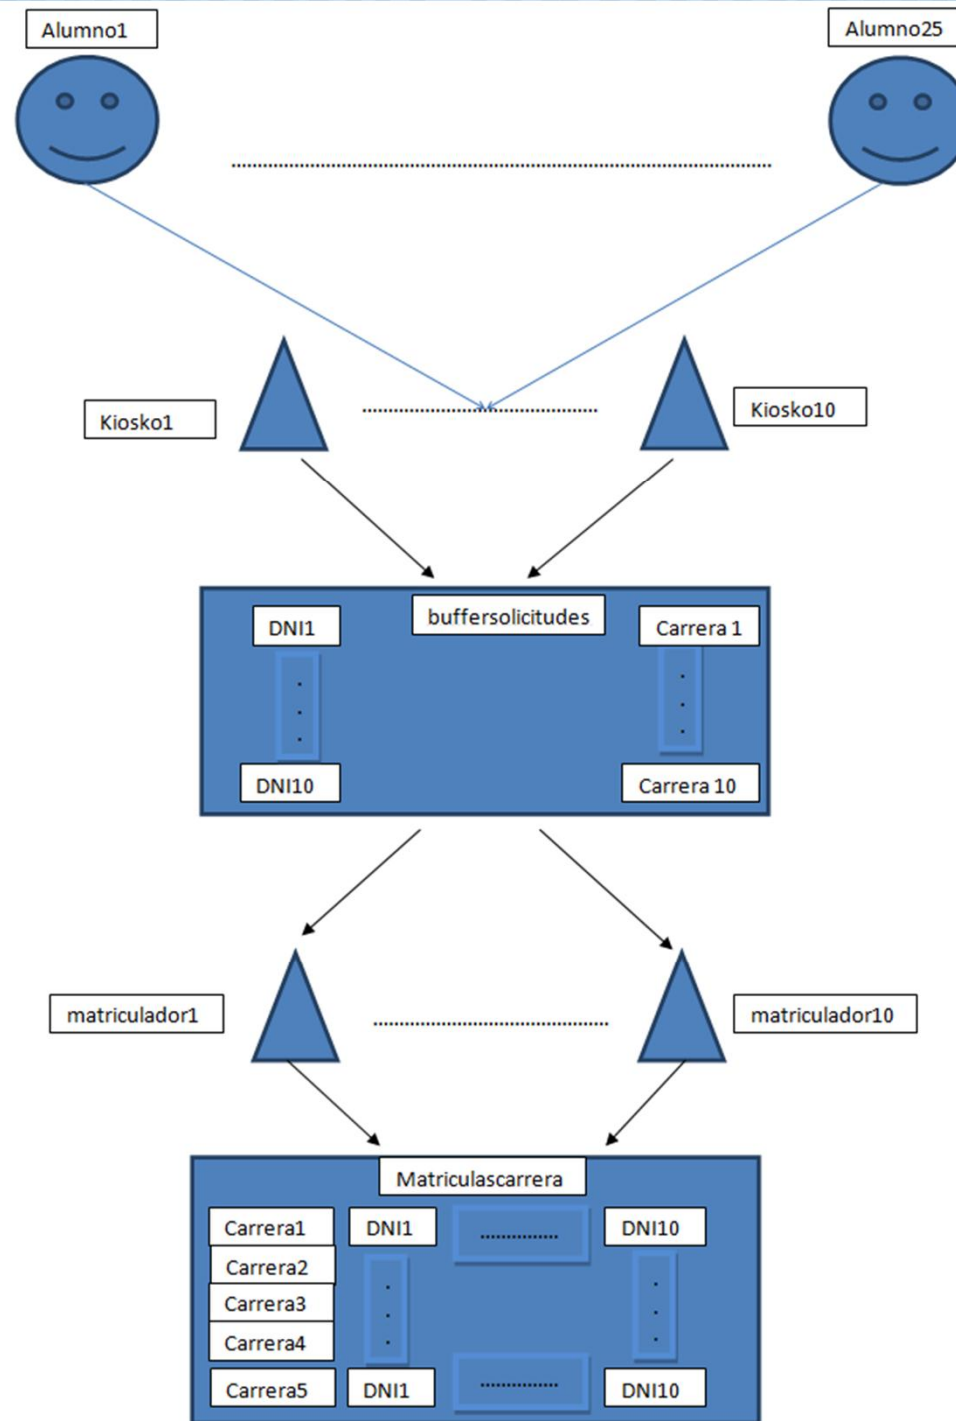 Alumno1
Alumno25
Kiosko1
Kiosko10
buffersolicitudes
DNI1
Carrera 1
DNI10
Carrera 10
matriculador1
matriculador10
Matriculascarrera
Carrera1 DNI1 DNI10
Carrera2
Carrera3
Carrera4
Carrera5 DNI1 DNI10